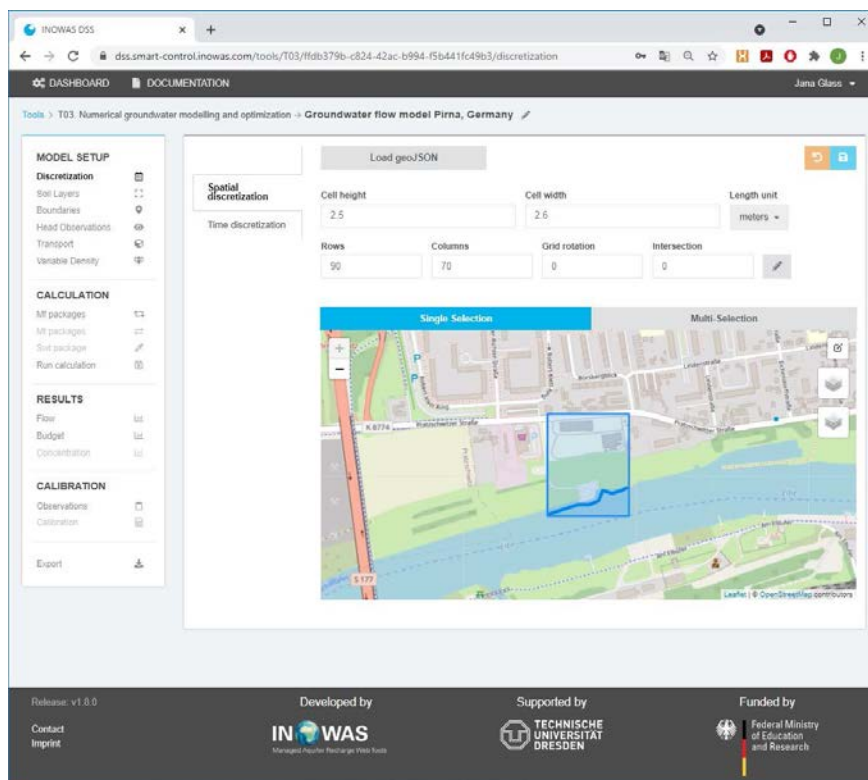 INOWAS DSS
dss.smart-control.inowas.com/tools/T03/ffdb379b-c824-42ac-b994-f5b441fc49b3/discretization
DASHBOARD DOCUMENTATION Jana Glass
Tools > T03. Numerical groundwater modelling and optimization → Groundwater flow model Pirna, Germany
MODEL SETUP
Discretization
Soil Layers
Boundaries
Head Observations
Transport
Variable Density
CALCULATION
Mf packages
Mt packages
Run calculation
RESULTS
Flow
Budget
Concentration
CALIBRATION
Observations
Calibration
Export
Spatial
discretization
Time discretization
Load geoJSON
Cell height Cell width Length unit
2.5 2.6 meters
Rows Columns Grid rotation Intersection
90 70 0 0
Single Selection Multi-Selection
+
−
P
P
K 8774
Pratzschwitzer Straße
Lindenstraße
S 177
Leaflet | © OpenStreetMap contributors
Release: v1.8.0
Contact
Imprint
Developed by
INOWAS
Managed Aquifer Recharge Web Tools
Supported by
TECHNISCHE
UNIVERSITÄT
DRESDEN
Funded by
Federal Ministry
of Education
and Research